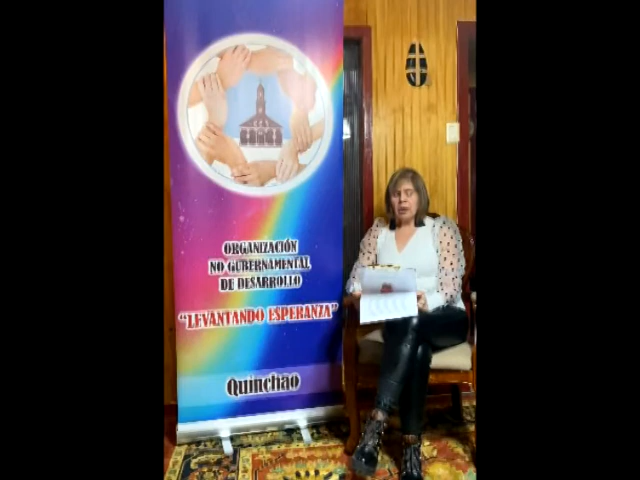 ORGANIZACIÓN
NO GUBERNAMENTAL
DE DESARROLLO
“LEVANTANDO ESPERANZA”
Quinchao